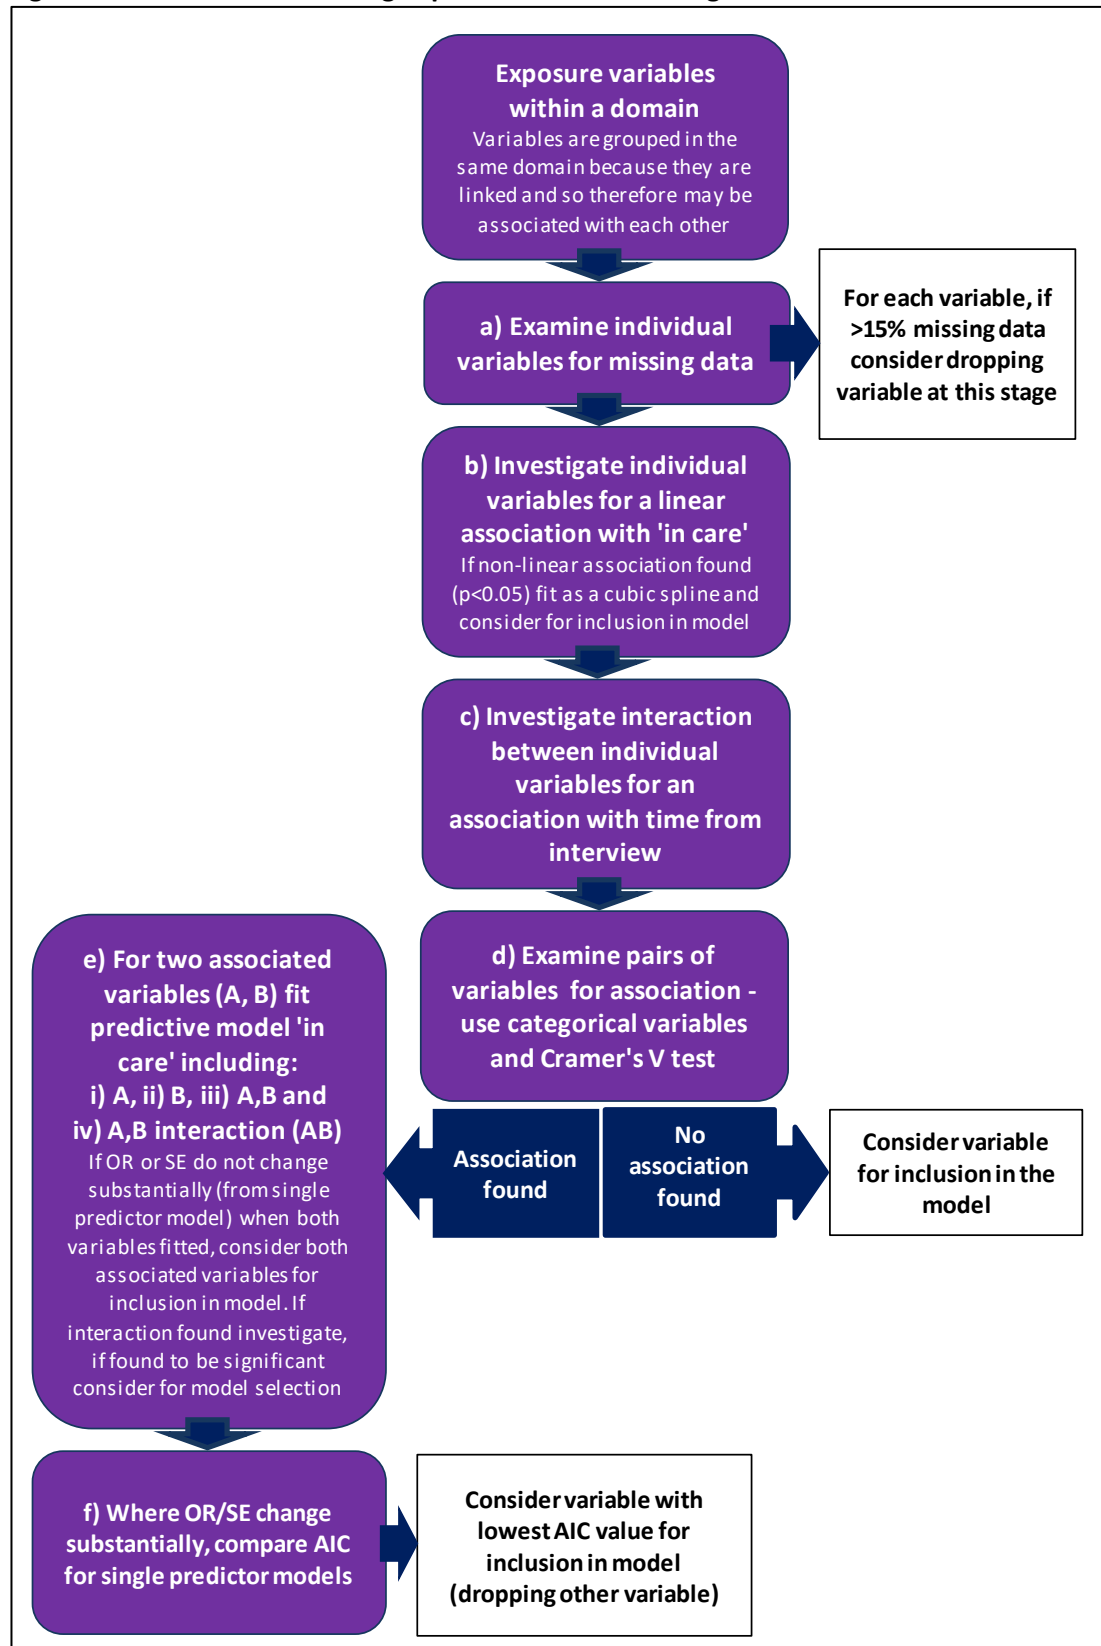 Exposure variables
within a domain
Variables are grouped in the
same domain because they are
linked and so therefore may be
associated with each other
a) Examine individual
variables for missing data
For each variable, if
>15% missing data
consider dropping
variable at this stage
b) Investigate individual
variables for a linear
association with 'in care'
If non-linear association found
(p<0.05) fit as a cubic spline and
consider for inclusion in model
c) Investigate interaction
between individual
variables for an
association with time from
interview
d) Examine pairs of
variables for association -
use categorical variables
and Cramer's V test
Association
found
No
association
found
Consider variable
for inclusion in the
model
e) For two associated
variables (A, B) fit
predictive model 'in
care' including:
i) A, ii) B, iii) A,B and
iv) A,B interaction (AB)
If OR or SE do not change
substantially (from single
predictor model) when both
variables fitted, consider both
associated variables for
inclusion in model. If
interaction found investigate,
if found to be significant
consider for model selection
f) Where OR/SE change
substantially, compare AIC
for single predictor models
Consider variable with
lowest AIC value for
inclusion in model
(dropping other variable)